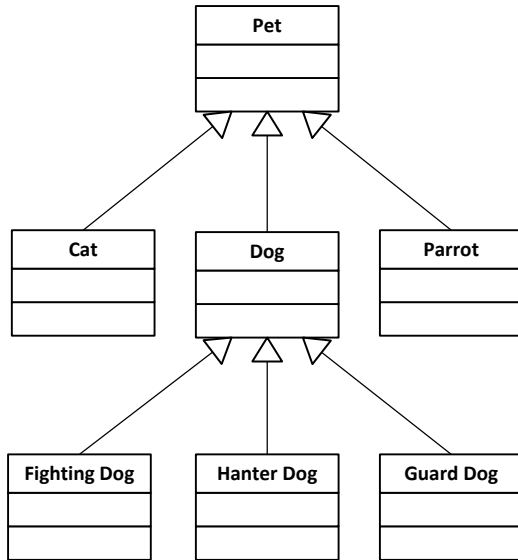 Pet
Cat
Dog
Parrot
Fighting Dog
Hanter Dog
Guard Dog